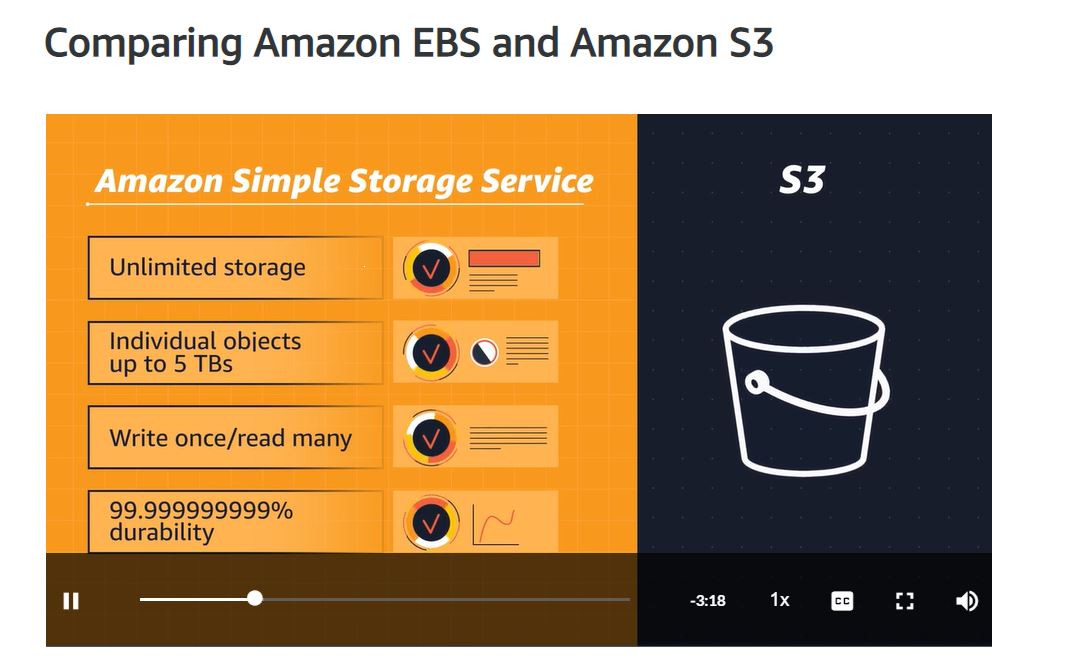 Comparing Amazon EBS and Amazon S3
Amazon Simple Storage Service
S3
Unlimited storage
Individual objects
up to 5 TBs
Write once/read many
99.999999999%
durability
-3:18
1x
CC